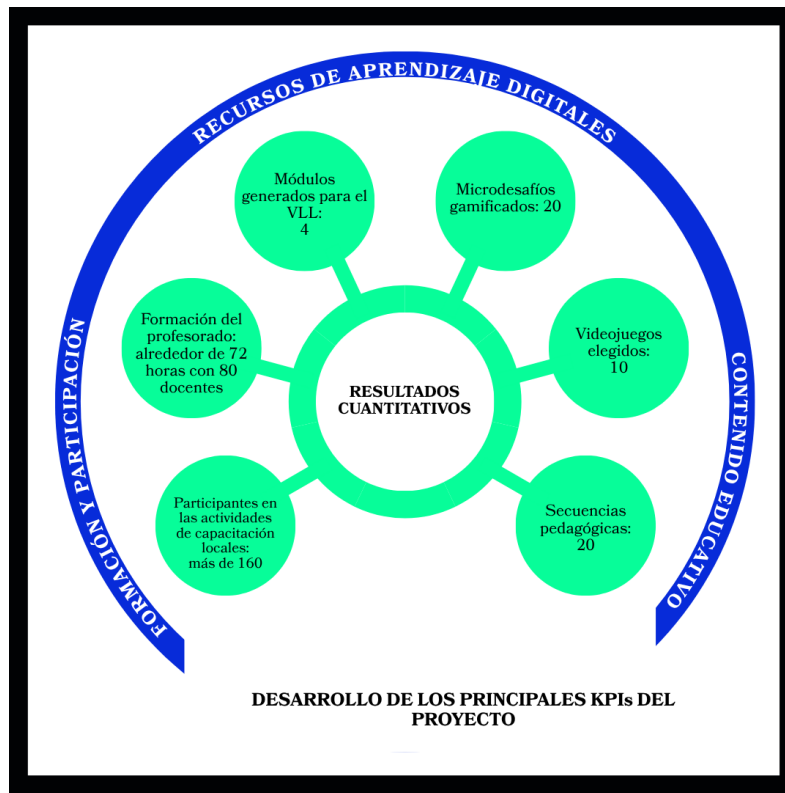 RECURSOS DE APRENDIZAJE DIGITALES
Módulos
generados para el
VLL:
4
Microdesafíos
gamificados: 20
Formación del
profesorado:
alrededor de 72
horas con 80
docentes
Videojuegos
elegidos:
10
RESULTADOS
CUANTITATIVOS
Participantes en
las actividades
de capacitación
locales:
más de 160
Secuencias
pedagógicas:
20
FORMACIÓN Y PARTICIPACIÓN
CONTENIDO EDUCATIVO
DESARROLLO DE LOS PRINCIPALES KPIs DEL
PROYECTO